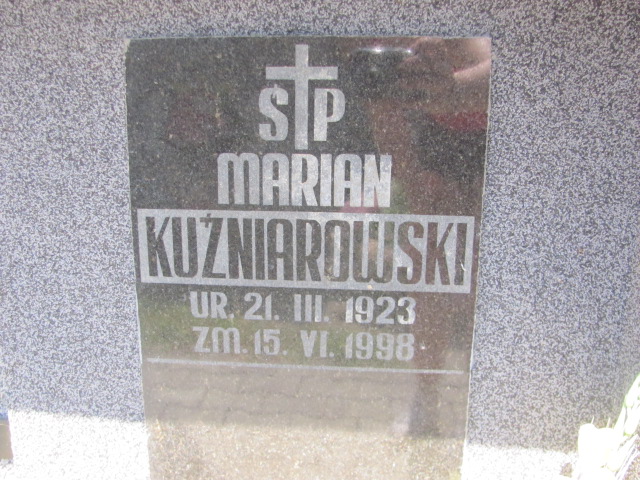 ŚP
MARIAN
KUŹNIAROWSKI
UR. 21. III. 1923
ZM. 15. VI. 1998